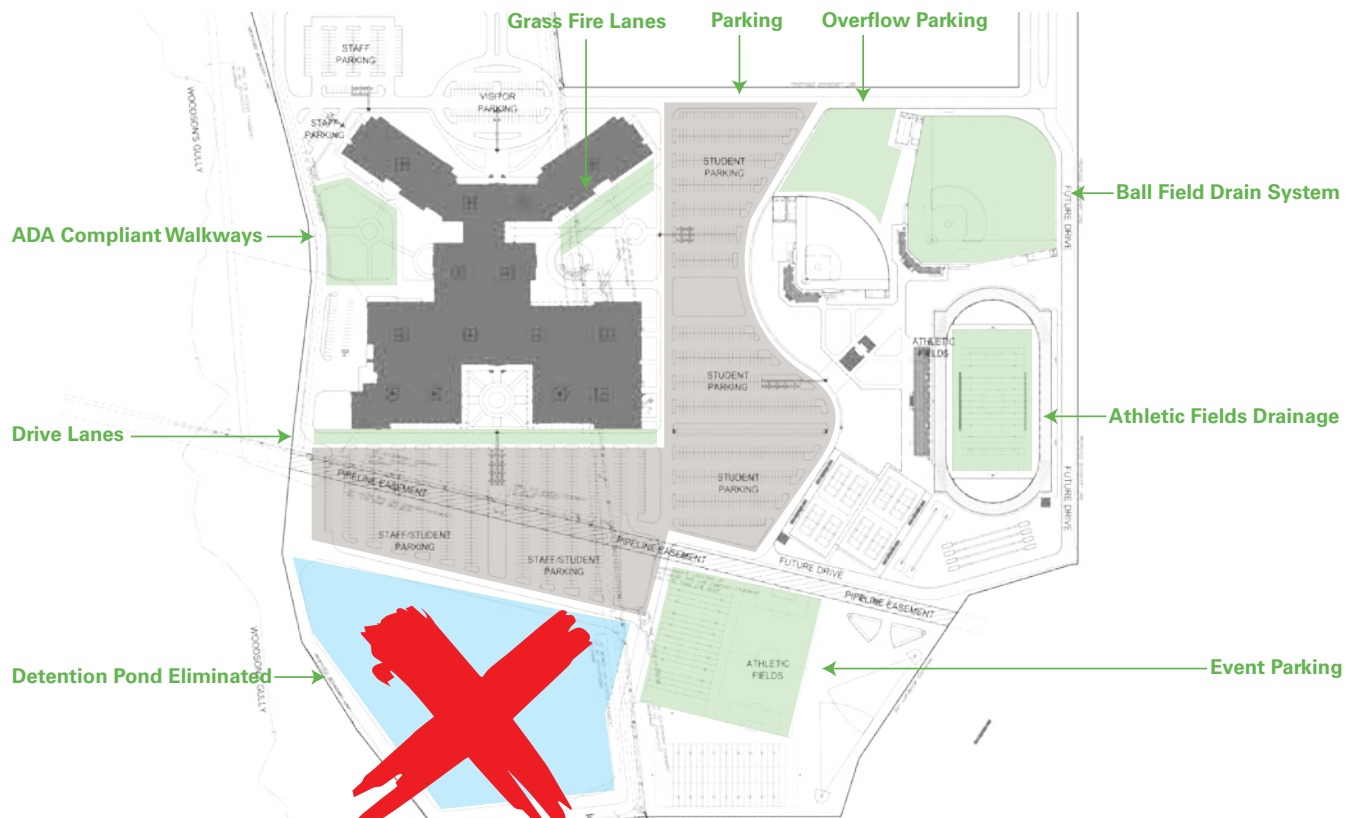 Grass Fire Lanes
Parking
Overflow Parking
STAFF
PARKING
VISITOR
PARKING
STAFF
PARKING
WOODSON'S GULLY
STUDENT
PARKING
Ball Field Drain System
FUTURE DRIVE
ADA Compliant Walkways
ATHLETIC
FIELDS
STUDENT
PARKING
Athletic Fields Drainage
Drive Lanes
PIPELINE EASEMENT
STUDENT
PARKING
FUTURE DRIVE
STAFF/STUDENT
PARKING
STAFF/STUDENT
PARKING
PIPELINE EASEMENT
FUTURE DRIVE
PIPELINE EASEMENT
WOODSON'S GULLY
Detention Pond Eliminated
ATHLETIC
FIELDS
Event Parking